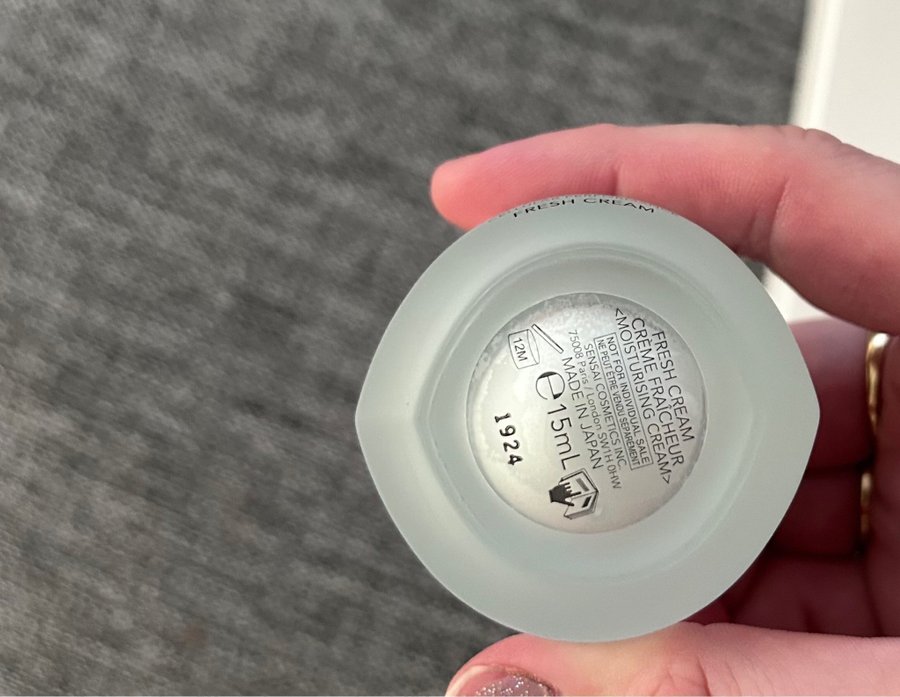 FRESH CREAM
FRESH CREAM
CRÈME FRAÎCHEUR
<MOISTURISING CREAM>
NOT FOR INDIVIDUAL SALE
NE PEUT ÊTRE VENDU SÉPARÉMENT
SENSAI COSMETICS INC.
75008 Paris / London SW1H 0HW
MADE IN JAPAN
e15mL
12M
1924